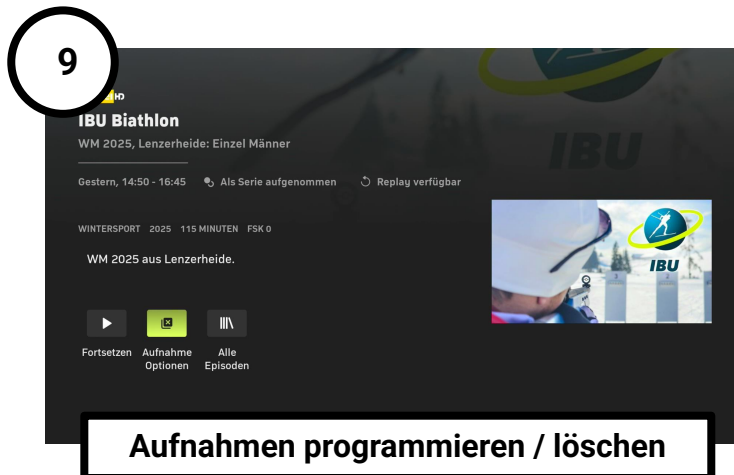 9
HD
IBU Biathlon
WM 2025, Lenzerheide: Einzel Männer
Gestern, 14:50 - 16:45 Als Serie aufgenommen Replay verfügbar
WINTERSPORT 2025 115 MINUTEN FSK 0
WM 2025 aus Lenzerheide.
Fortsetzen Aufnahme Optionen Alle Episoden
IBU
IBU
2
Aufnahmen programmieren / löschen